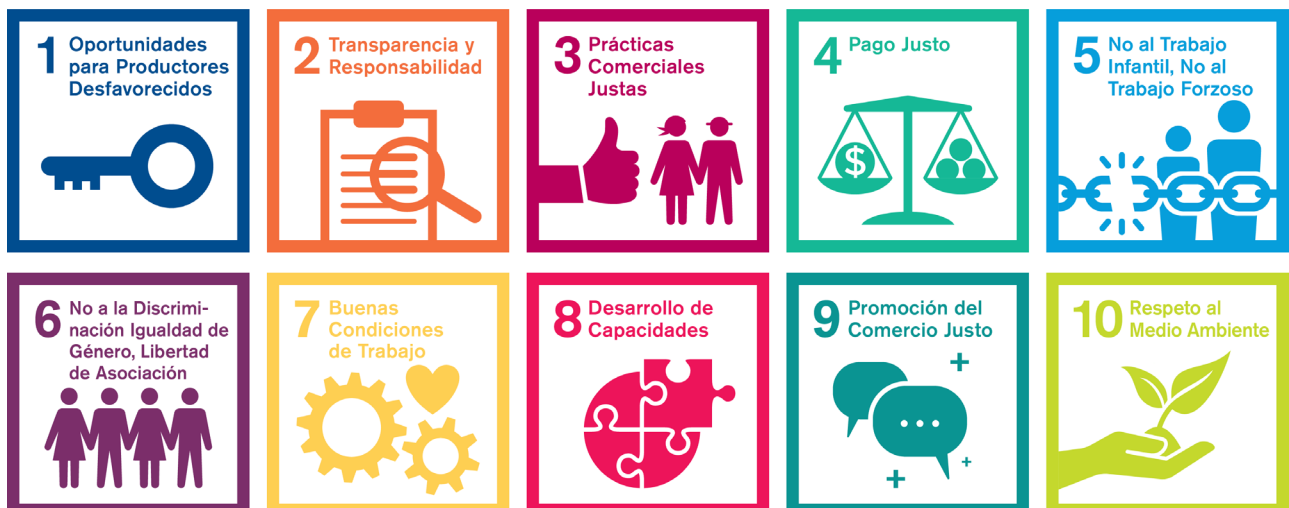 1 Oportunidades
para Productores
Desfavorecidos
2 Transparencia y
Responsabilidad
3 Prácticas
Comerciales
Justas
4 Pago Justo
5 No al Trabajo
Infantil, No al
Trabajo Forzoso
$
6 No a la Discrimi-
nación Igualdad de
Género, Libertad
de Asociación
7 Buenas
Condiciones
de Trabajo
8 Desarrollo de
Capacidades
9 Promoción del
Comercio Justo
10 Respeto al
Medio Ambiente